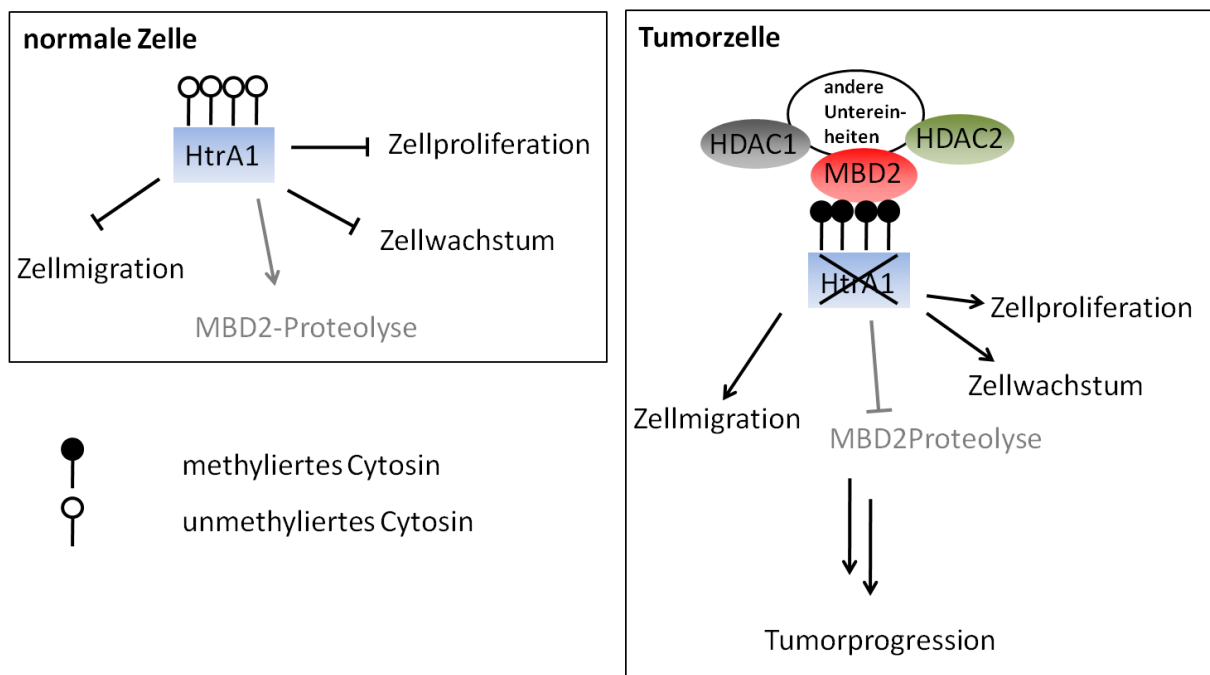 normale Zelle
HtrA1
Zellproliferation
Zellwachstum
Zellmigration
MBD2-Proteolyse
methyliertes Cytosin
unmethyliertes Cytosin
Tumorzelle
andere
Unterein-
heiten
HDAC1
HDAC2
MBD2
HtrA1
Zellproliferation
Zellwachstum
Zellmigration
MBD2Proteolyse
Tumorprogression